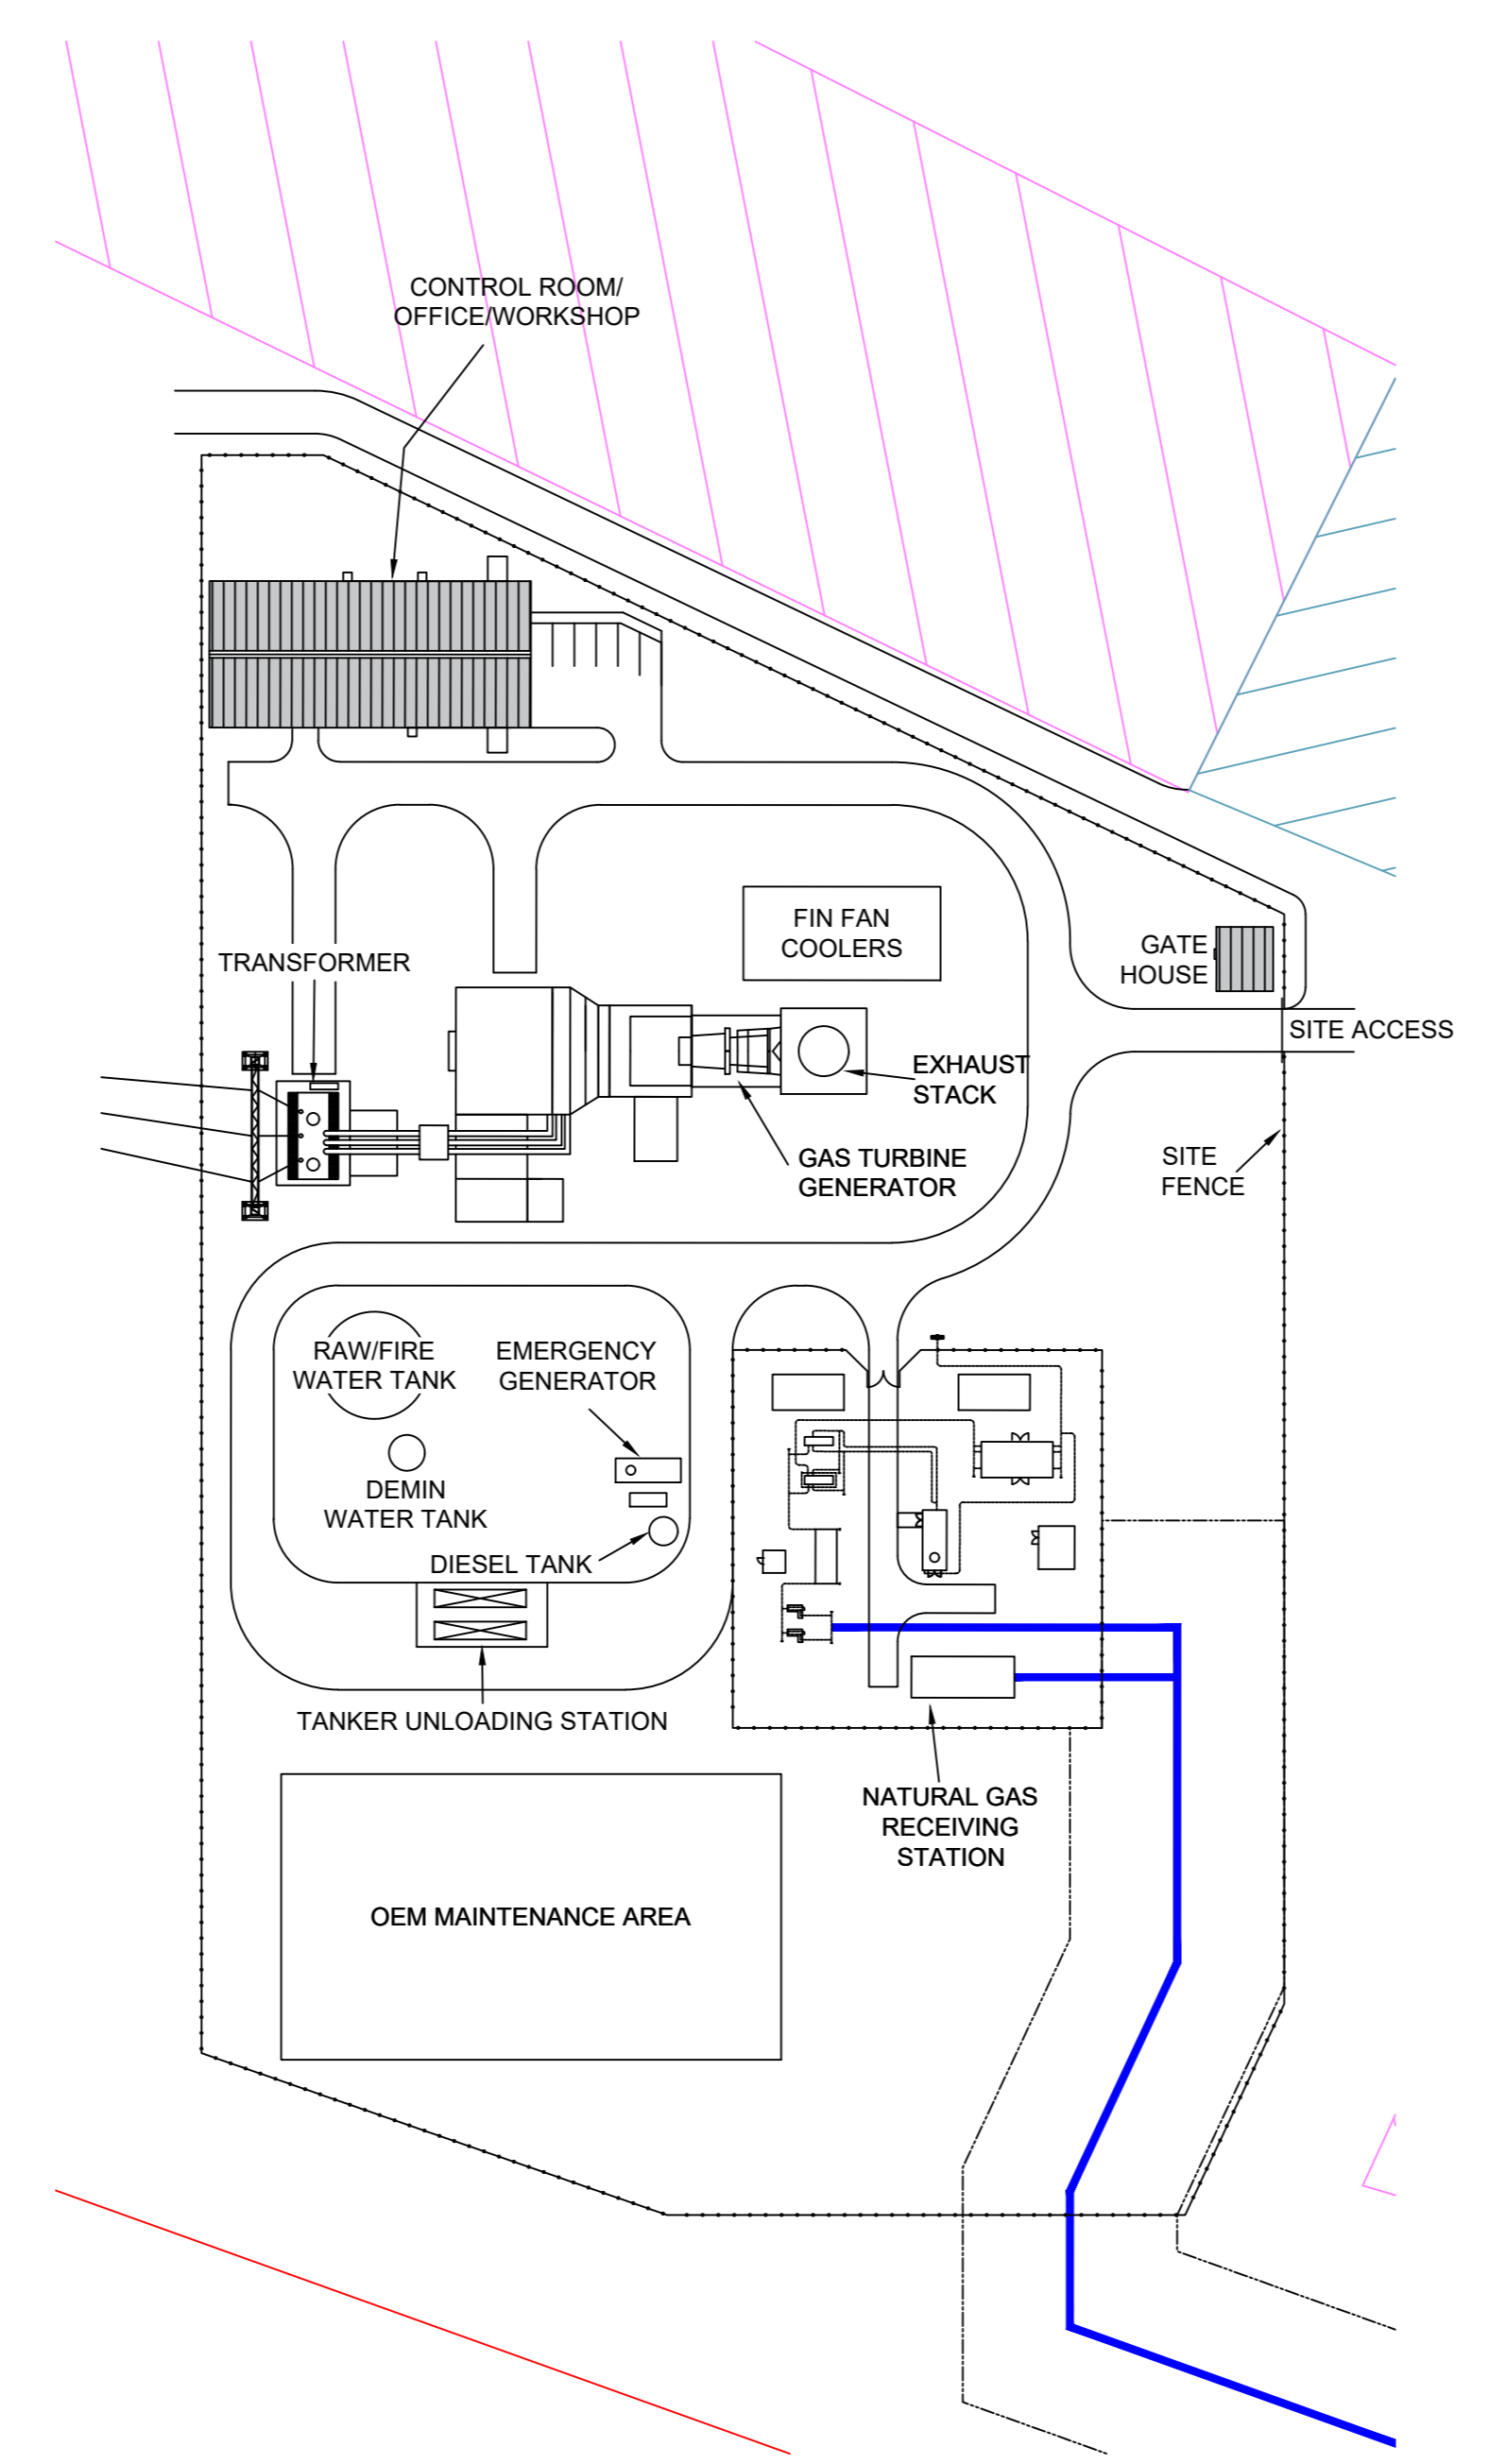 CONTROL ROOM/
OFFICE/WORKSHOP
FIN FAN
COOLERS
GATE
HOUSE
TRANSFORMER
SITE ACCESS
EXHAUST
STACK
GAS TURBINE
GENERATOR
SITE
FENCE
RAW/FIRE
WATER TANK
EMERGENCY
GENERATOR
DEMIN
WATER TANK
DIESEL TANK
TANKER UNLOADING STATION
NATURAL GAS
RECEIVING
STATION
OEM MAINTENANCE AREA